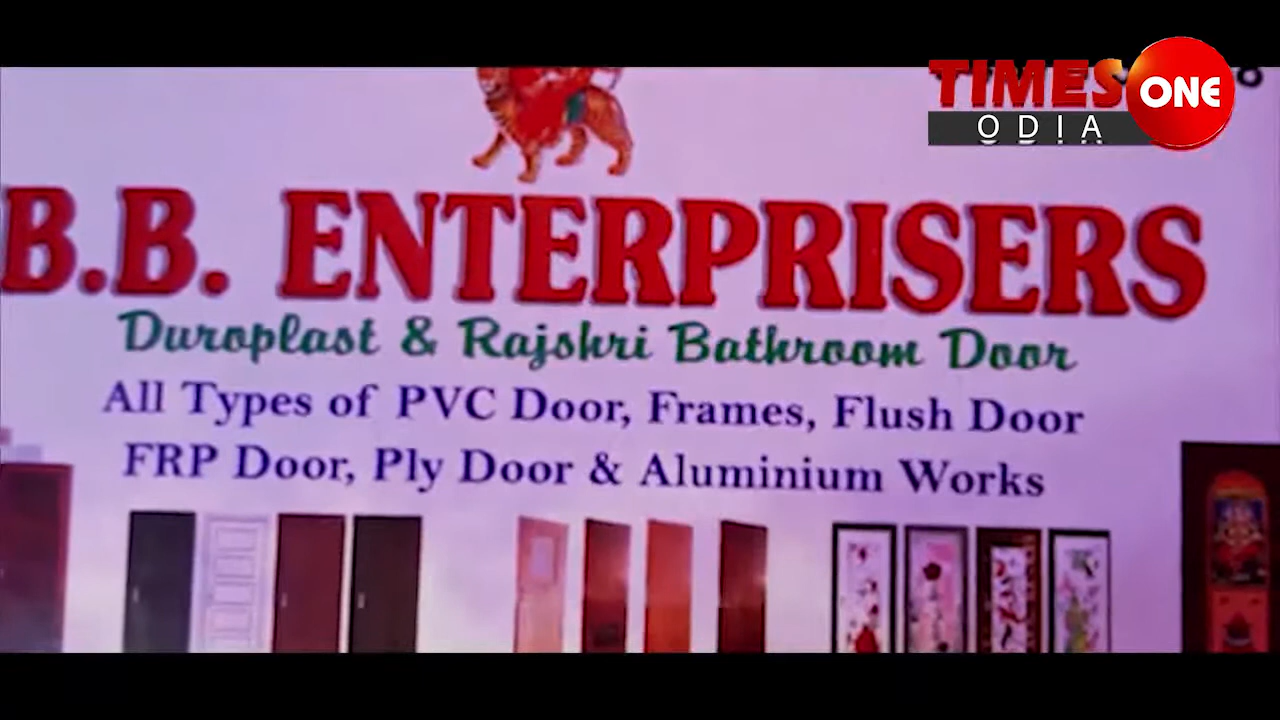 TIMES ONE
ODIA
B.B. ENTERPRISERS
Duroplast & Rajshri Bathroom Door
All Types of PVC Door, Frames, Flush Door
FRP Door, Ply Door & Aluminium Works